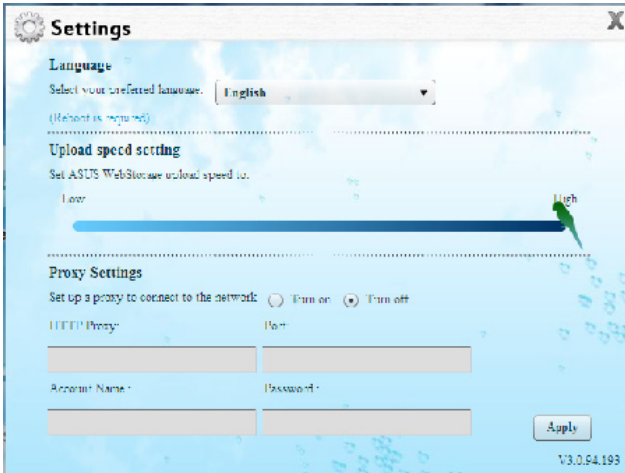 Settings
X
Language
Select your preferred language. English
(Reboot is required)
Upload speed setting
Set ASUS WebStorage upload speed to.
Low High
Proxy Settings
Set up a proxy to connect to the network Turn on Turn off
HTTP Proxy: Port:
Account Name : Password :
Apply
V3.0.94.193